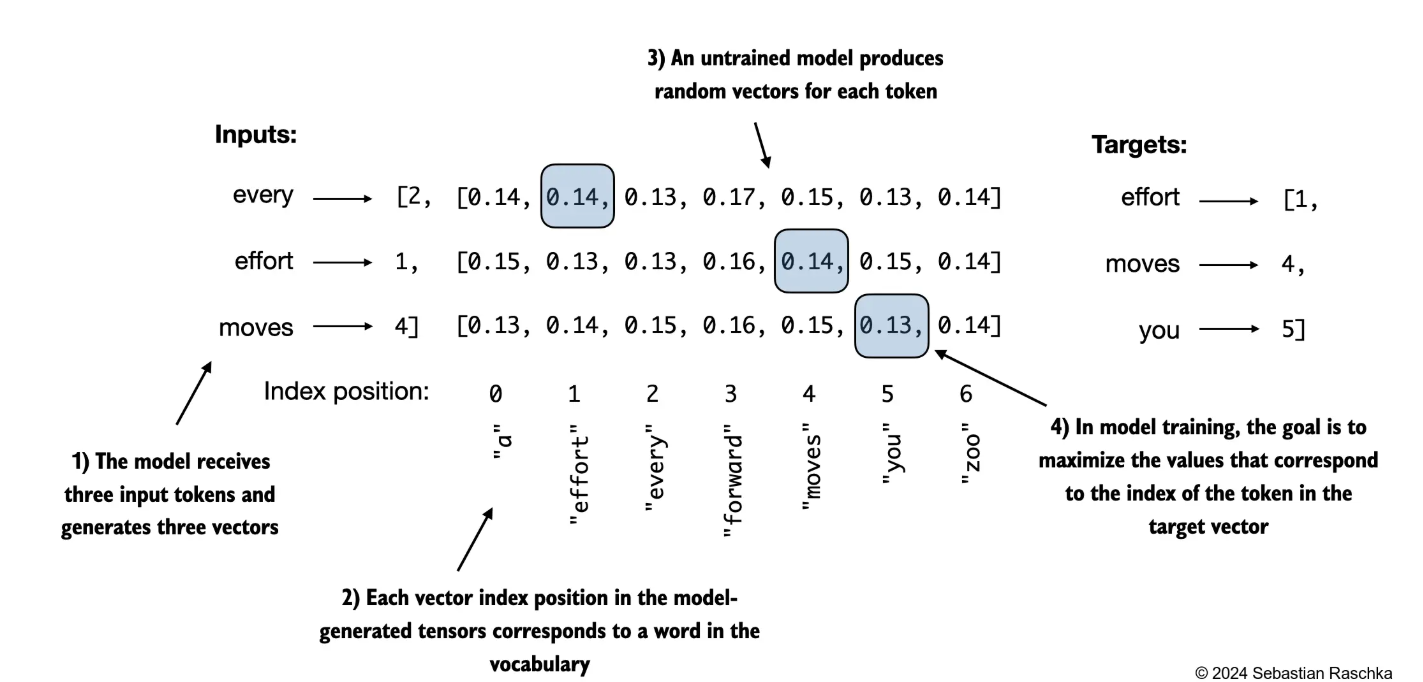 3) An untrained model produces
random vectors for each token
Inputs:
Targets:
every [2, [0.14, 0.14, 0.13, 0.17, 0.15, 0.13, 0.14] effort [1,
effort 1, [0.15, 0.13, 0.13, 0.16, 0.14, 0.15, 0.14] moves 4,
moves 4] [0.13, 0.14, 0.15, 0.16, 0.15, 0.13, 0.14] you 5]
Index position: 0 1 2 3 4 5 6
"a" "effort" "every" "forward" "moves" "you" "zoo"
1) The model receives
three input tokens and
generates three vectors
2) Each vector index position in the model-
generated tensors corresponds to a word in the
vocabulary
4) In model training, the goal is to
maximize the values that correspond
to the index of the token in the
target vector
© 2024 Sebastian Raschka